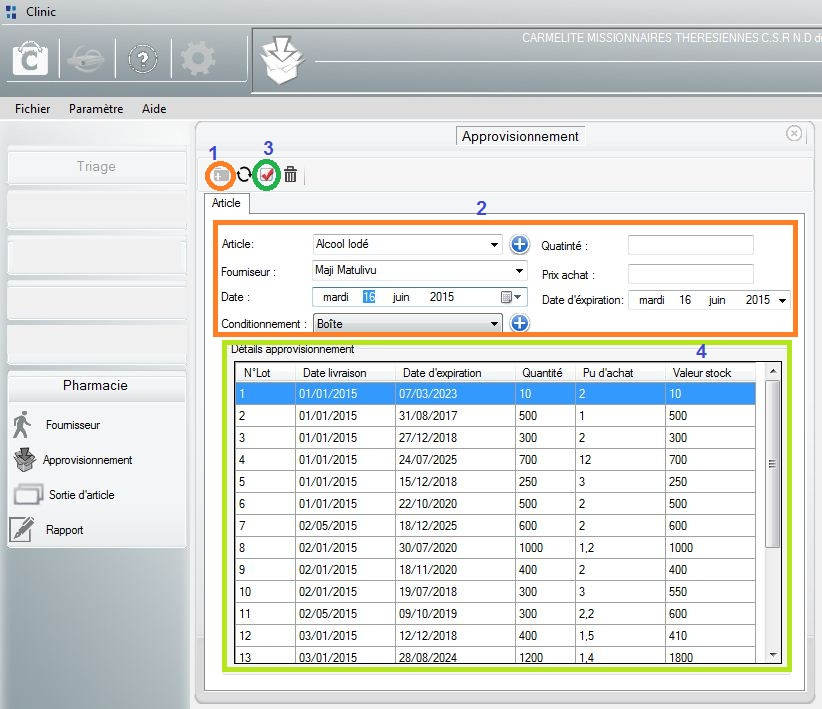 Clinic
CARMELITE MISSIONNAIRES THERESIENNES C.S.R N.D
Fichier Paramètre Aide
Approvisionnement
Triage
1 3
Article
2
Article: Alcool Iodé Quatinté :
Fourniseur : Maji Matulivu Prix achat :
Date : mardi 16 juin 2015 Date d'éxpiration: mardi 16 juin 2015
Conditionnement : Boîte
Détails approvisionnement 4
N°Lot Date livraison Date d'expiration Quantité Pu d'achat Valeur stock
1 01/01/2015 07/03/2023 10 2 10
2 01/01/2015 31/08/2017 500 1 500
3 01/01/2015 27/12/2018 300 2 300
4 01/01/2015 24/07/2025 700 12 700
5 01/01/2015 15/12/2018 250 3 250
6 01/01/2015 22/10/2020 500 2 500
7 02/05/2015 18/12/2025 600 2 600
8 02/01/2015 30/07/2020 1000 1,2 1000
9 02/01/2015 18/11/2020 400 2 400
10 02/01/2015 19/07/2018 300 3 550
11 02/05/2015 09/10/2019 300 2,2 600
12 03/01/2015 12/12/2018 400 1,5 410
13 03/01/2015 28/08/2024 1200 1,4 1800
Pharmacie
Fournisseur
Approvisionnement
Sortie d'article
Rapport